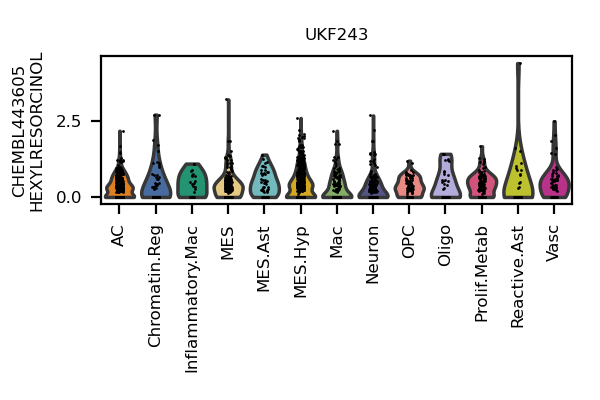 UKF243
CHEMBL443605
HEXYLRESORCINOL
2.5
0.0
AC
Chromatin.Reg
Inflammatory.Mac
MES
MES.Ast
MES.Hyp
Mac
Neuron
OPC
Oligo
Prolif.Metab
Reactive.Ast
Vasc